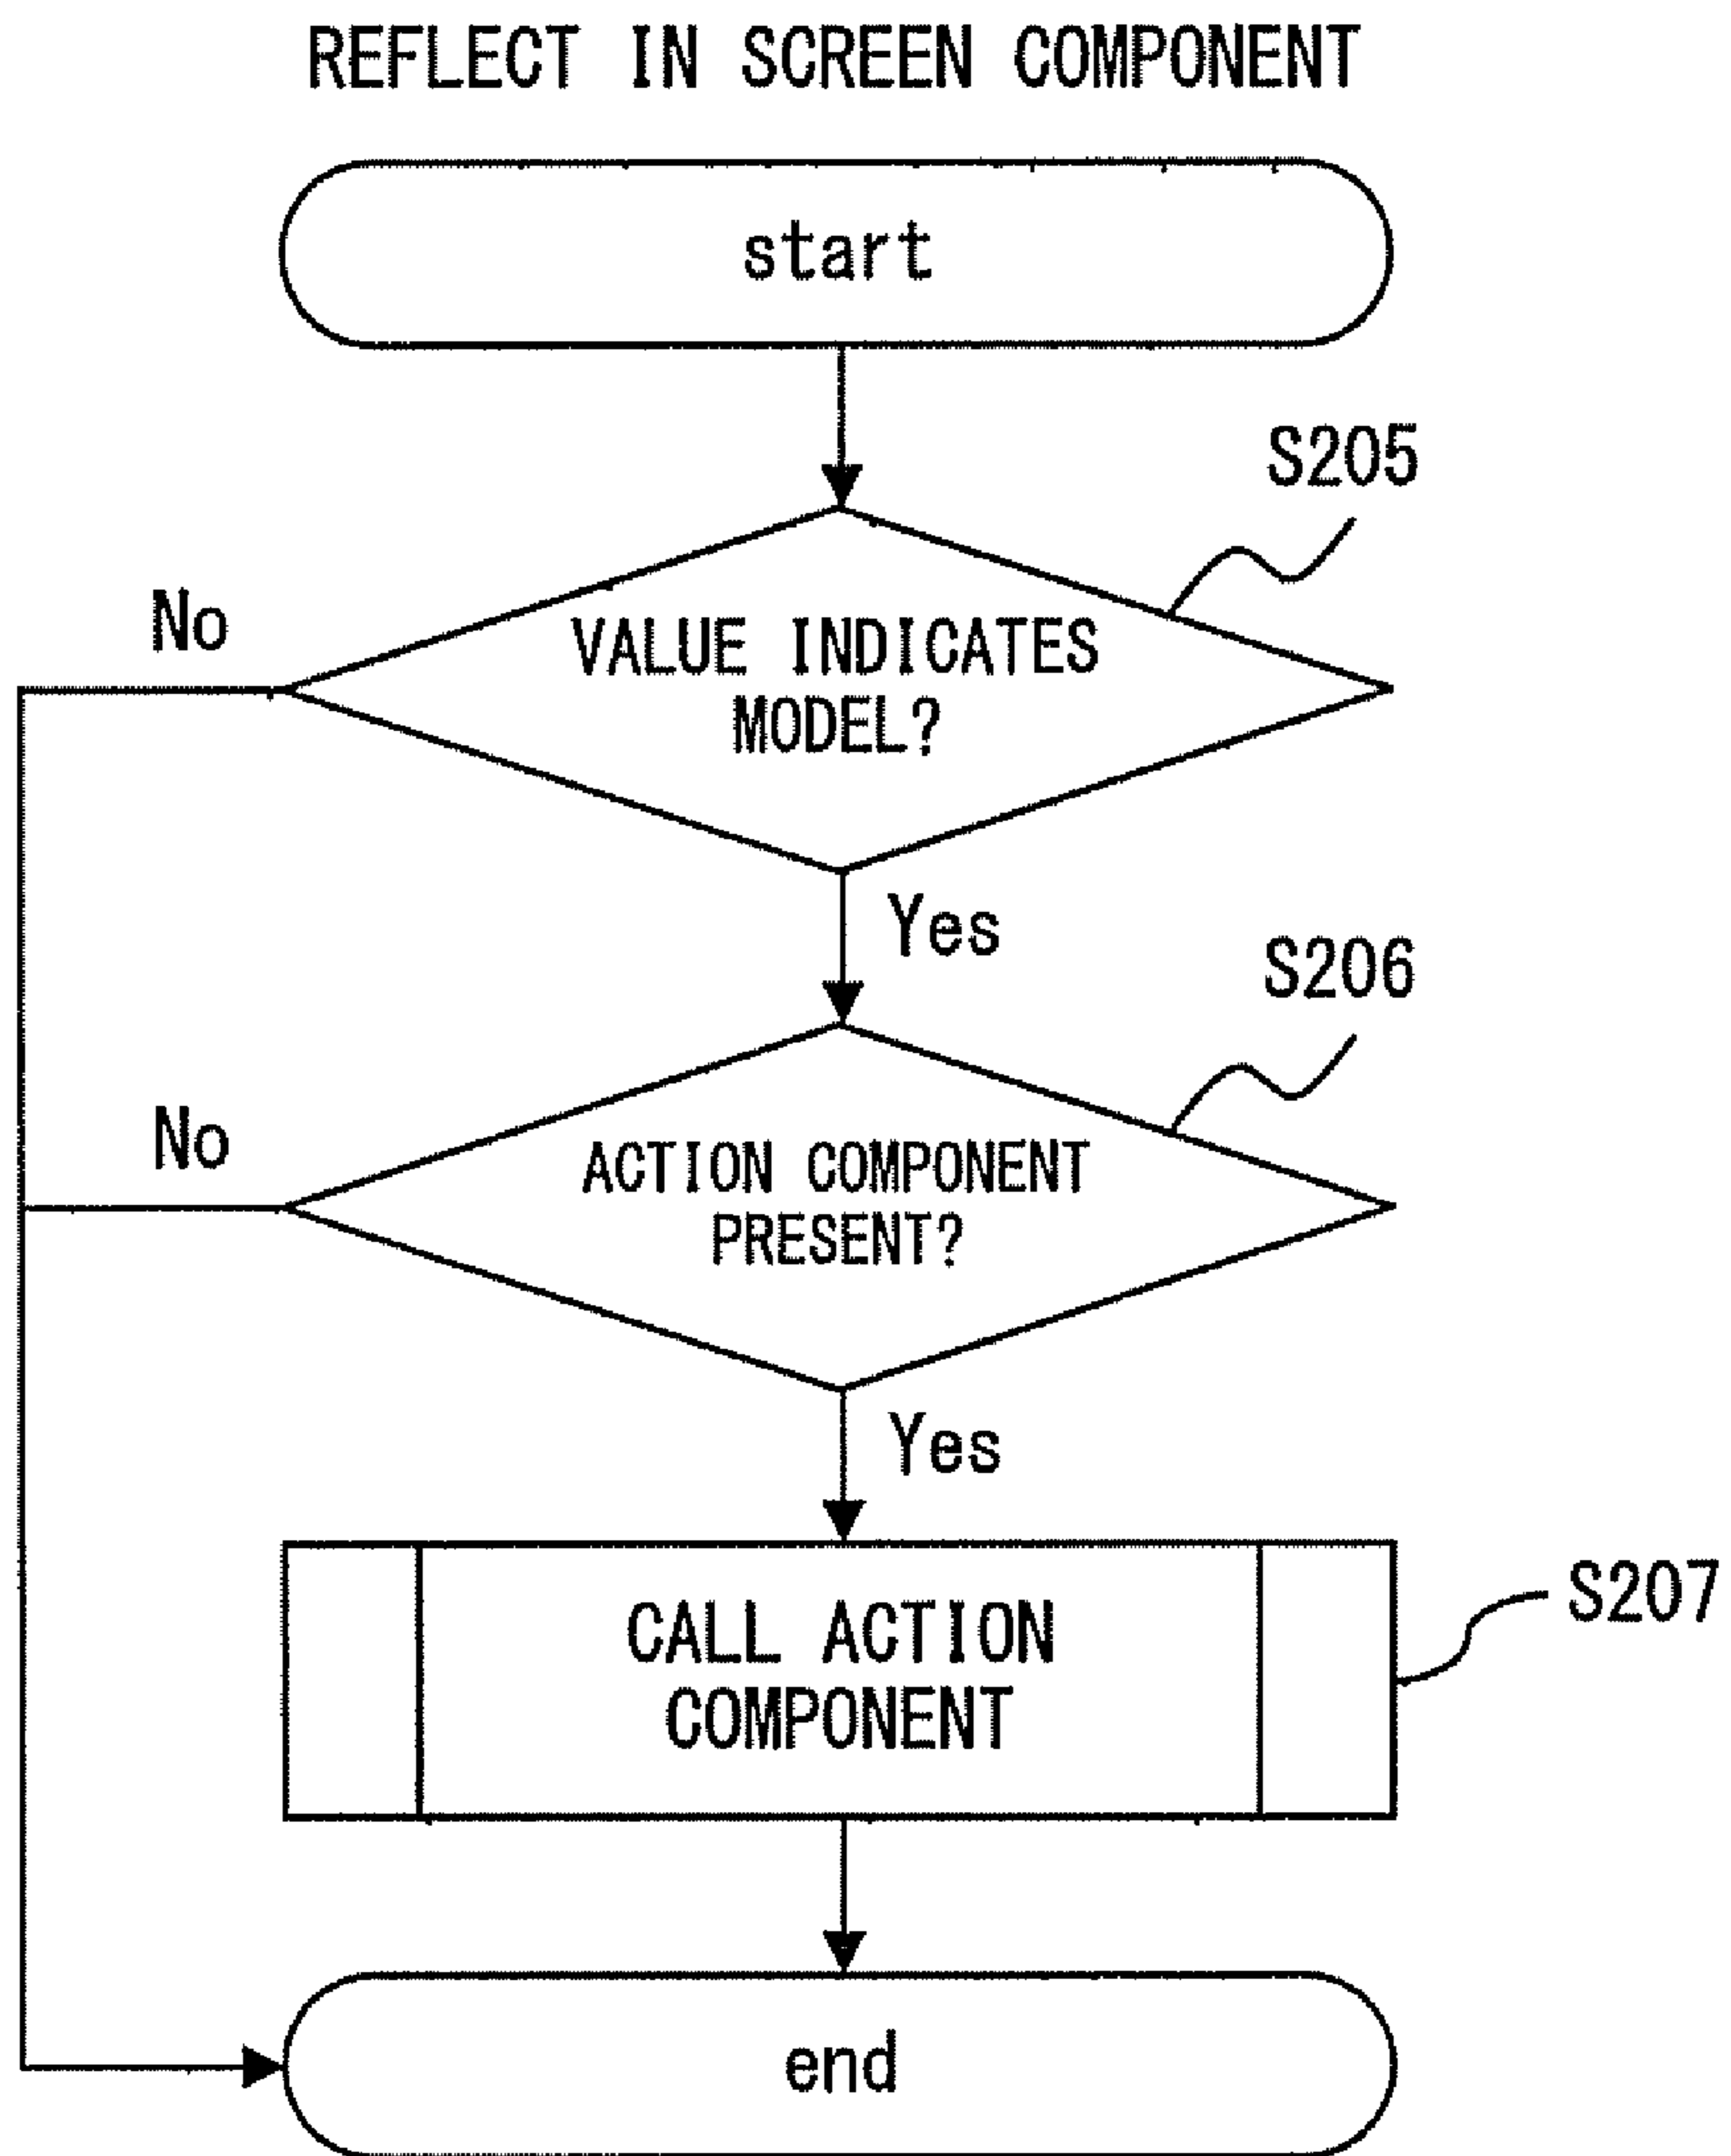 REFLECT IN SCREEN COMPONENT
start
S205
No
VALUE INDICATES
MODEL?
Yes
S206
No
ACTION COMPONENT
PRESENT?
Yes
CALL ACTION
COMPONENT
S207
end